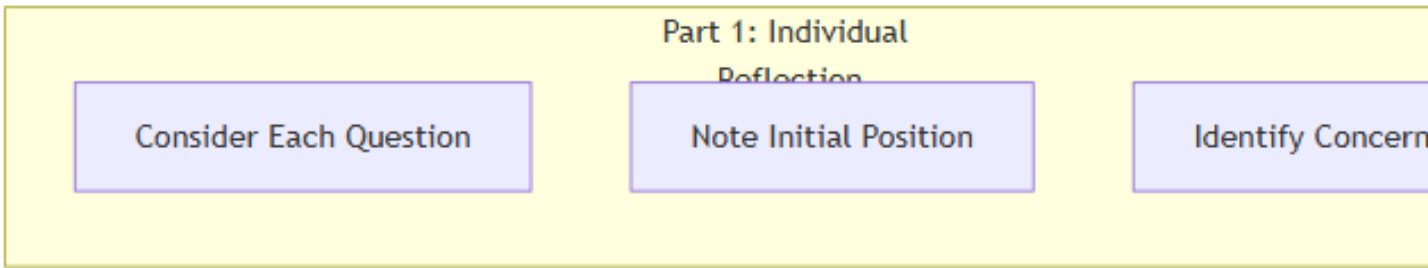 Part 1: Individual
Reflection
Consider Each Question
Note Initial Position
Identify Concern